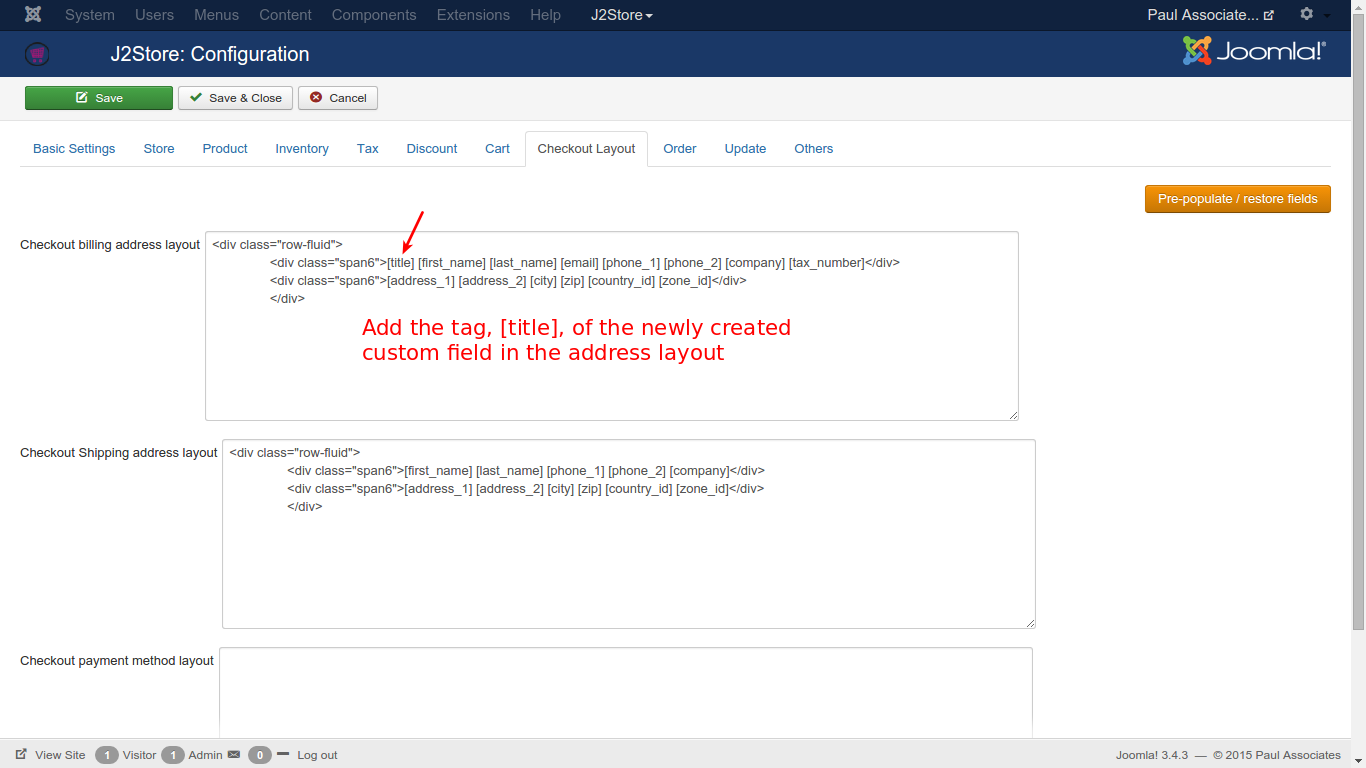 System Users Menus Content Components Extensions Help J2Store Paul Associate...
J2Store: Configuration Joomla!®
Save Save & Close Cancel
Basic Settings Store Product Inventory Tax Discount Cart Checkout Layout Order Update Others
Pre-populate / restore fields
Checkout billing address layout <div class="row-fluid">
<div class="span6">[title] [first_name] [last_name] [email] [phone_1] [phone_2] [company] [tax_number]</div>
<div class="span6">[address_1] [address_2] [city] [zip] [country_id] [zone_id]</div>
</div>
Add the tag, [title], of the newly created
custom field in the address layout
Checkout Shipping address layout <div class="row-fluid">
<div class="span6">[first_name] [last_name] [phone_1] [phone_2] [company]</div>
<div class="span6">[address_1] [address_2] [city] [zip] [country_id] [zone_id]</div>
</div>
Checkout payment method layout
View Site 1 Visitor 1 Admin 0 Log out Joomla! 3.4.3 — © 2015 Paul Associates